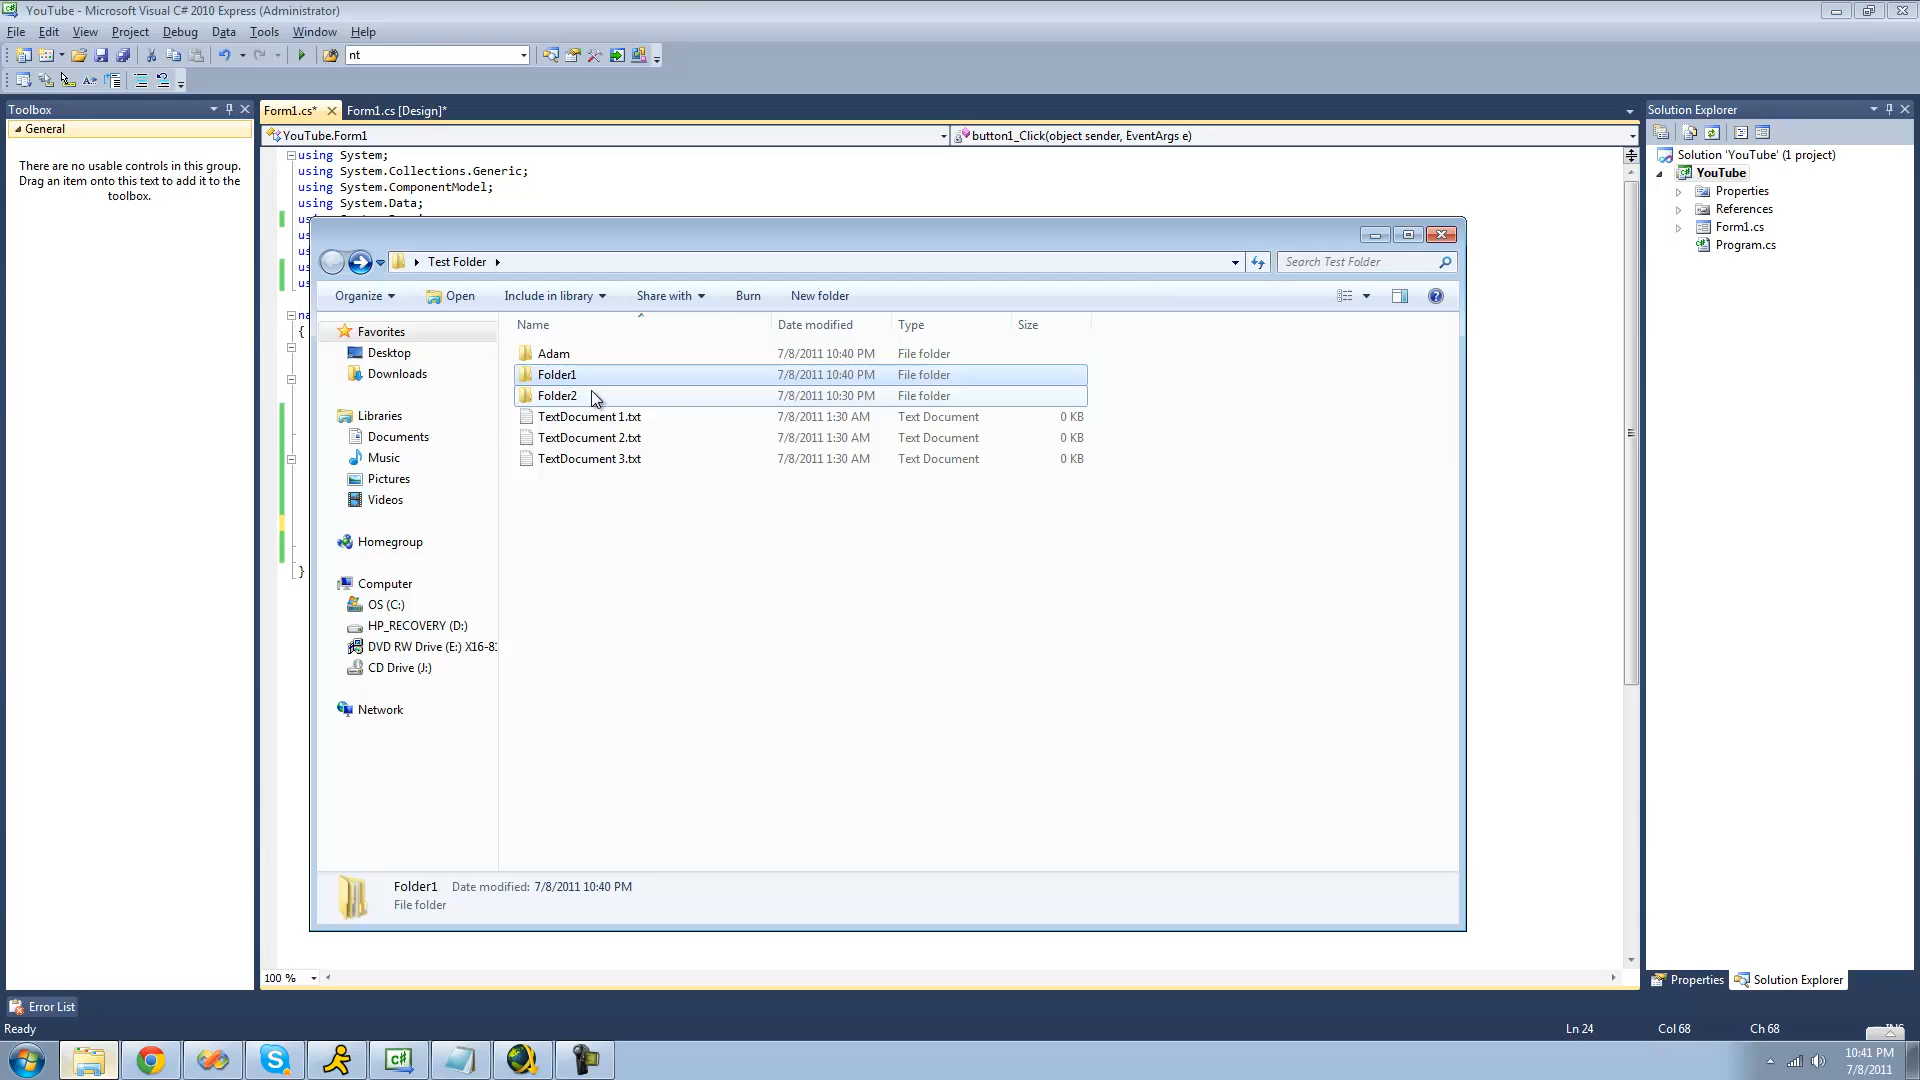 YouTube - Microsoft Visual C# 2010 Express (Administrator)
File Edit View Project Debug Data Tools Window Help
nt
Toolbox
General
There are no usable controls in this group. Drag an item onto this text to add it to the toolbox.
Form1.cs* Form1.cs [Design]*
YouTube.Form1 button1_Click(object sender, EventArgs e)
using System;
using System.Collections.Generic;
using System.ComponentModel;
using System.Data;
Test Folder Search Test Folder
Organize Open Include in library Share with Burn New folder
Name Date modified Type Size
Adam 7/8/2011 10:40 PM File folder
Folder1 7/8/2011 10:40 PM File folder
Folder2 7/8/2011 10:30 PM File folder
TextDocument 1.txt 7/8/2011 1:30 AM Text Document 0 KB
TextDocument 2.txt 7/8/2011 1:30 AM Text Document 0 KB
TextDocument 3.txt 7/8/2011 1:30 AM Text Document 0 KB
Favorites
Desktop
Downloads
Libraries
Documents
Music
Pictures
Videos
Homegroup
Computer
OS (C:)
HP_RECOVERY (D:)
DVD RW Drive (E:) X16-8
CD Drive (J:)
Network
Folder1 Date modified: 7/8/2011 10:40 PM
File folder
}
100 %
Solution Explorer
Solution 'YouTube' (1 project)
YouTube
Properties
References
Form1.cs
Program.cs
Properties Solution Explorer
Error List
Ready Ln 24 Col 68 Ch 68
10:41 PM
7/8/2011